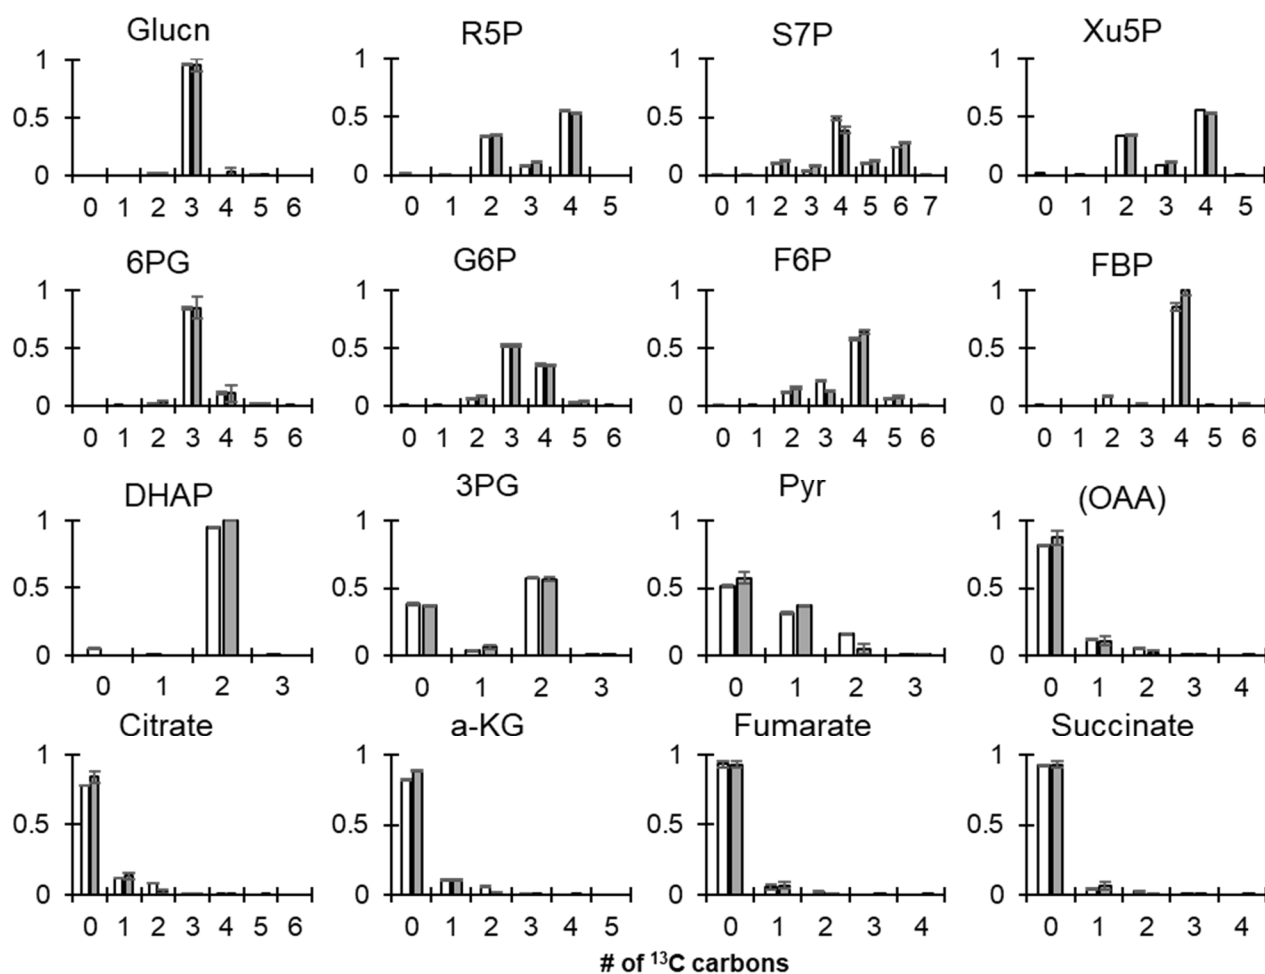 Glucn R5P S7P Xu5P
1 1 1 1
0.5 0.5 0.5 0.5
0 0 0 0
0 1 2 3 4 5 6 0 1 2 3 4 5 0 1 2 3 4 5 6 7 0 1 2 3 4 5
6PG G6P F6P FBP
1 1 1 1
0.5 0.5 0.5 0.5
0 0 0 0
0 1 2 3 4 5 6 0 1 2 3 4 5 6 0 1 2 3 4 5 6 0 1 2 3 4 5 6
DHAP 3PG Pyr (OAA)
1 1 1 1
0.5 0.5 0.5 0.5
0 0 0 0
0 1 2 3 0 1 2 3 0 1 2 3 0 1 2 3 4
Citrate a-KG Fumarate Succinate
1 1 1 1
0.5 0.5 0.5 0.5
0 0 0 0
0 1 2 3 4 5 6 0 1 2 3 4 5 0 1 2 3 4 0 1 2 3 4
# of ¹³C carbons